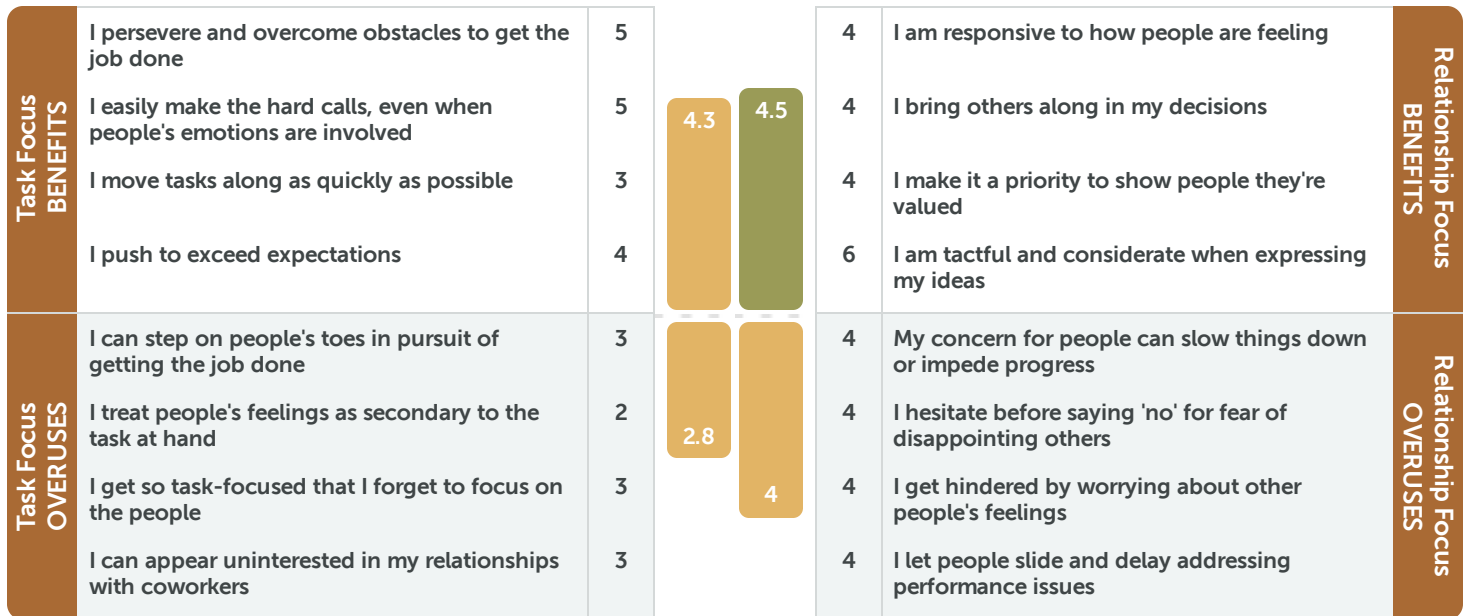 Task Focus
BENEFITS
I persevere and overcome obstacles to get the
job done
5
I easily make the hard calls, even when
people's emotions are involved
5
I move tasks along as quickly as possible
3
I push to exceed expectations
4
4.3
4.5
4
I am responsive to how people are feeling
4
I bring others along in my decisions
4
I make it a priority to show people they're
valued
6
I am tactful and considerate when expressing
my ideas
Relationship Focus
BENEFITS
Task Focus
OVERUSES
I can step on people's toes in pursuit of
getting the job done
3
I treat people's feelings as secondary to the
task at hand
2
I get so task-focused that I forget to focus on
the people
3
I can appear uninterested in my relationships
with coworkers
3
2.8
4
4
My concern for people can slow things down
or impede progress
4
I hesitate before saying 'no' for fear of
disappointing others
4
I get hindered by worrying about other
people's feelings
4
I let people slide and delay addressing
performance issues
Relationship Focus
OVERUSES